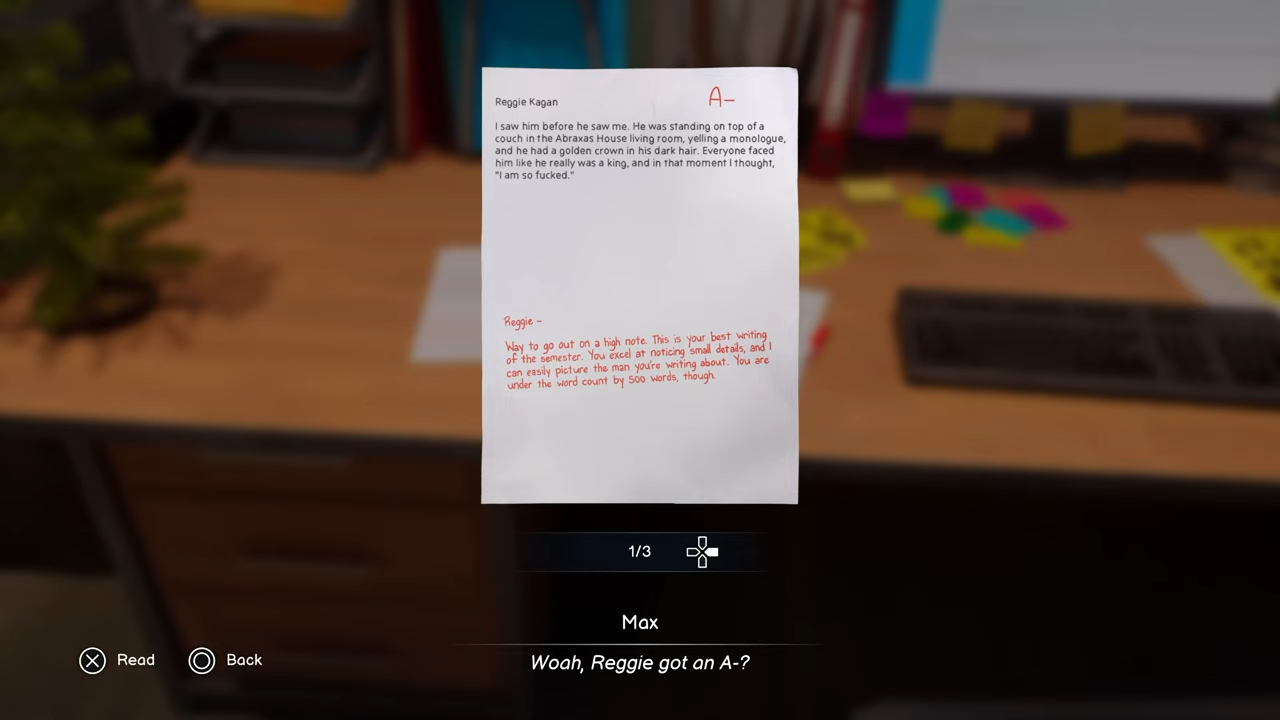 Reggie Kagan
A-
I saw him before he saw me. He was standing on top of a
couch in the Abraxas House living room, yelling a monologue,
and he had a golden crown in his dark hair. Everyone faced
him like he really was a king, and in that moment I thought,
"I am so fucked."
Reggie -
Way to go out on a high note. This is your best writing
of the semester. You excel at noticing small details, and I
can easily picture the man you're writing about. You are
under the word count by 500 words, though.
1/3
Max
Woah, Reggie got an A-?
Read
Back